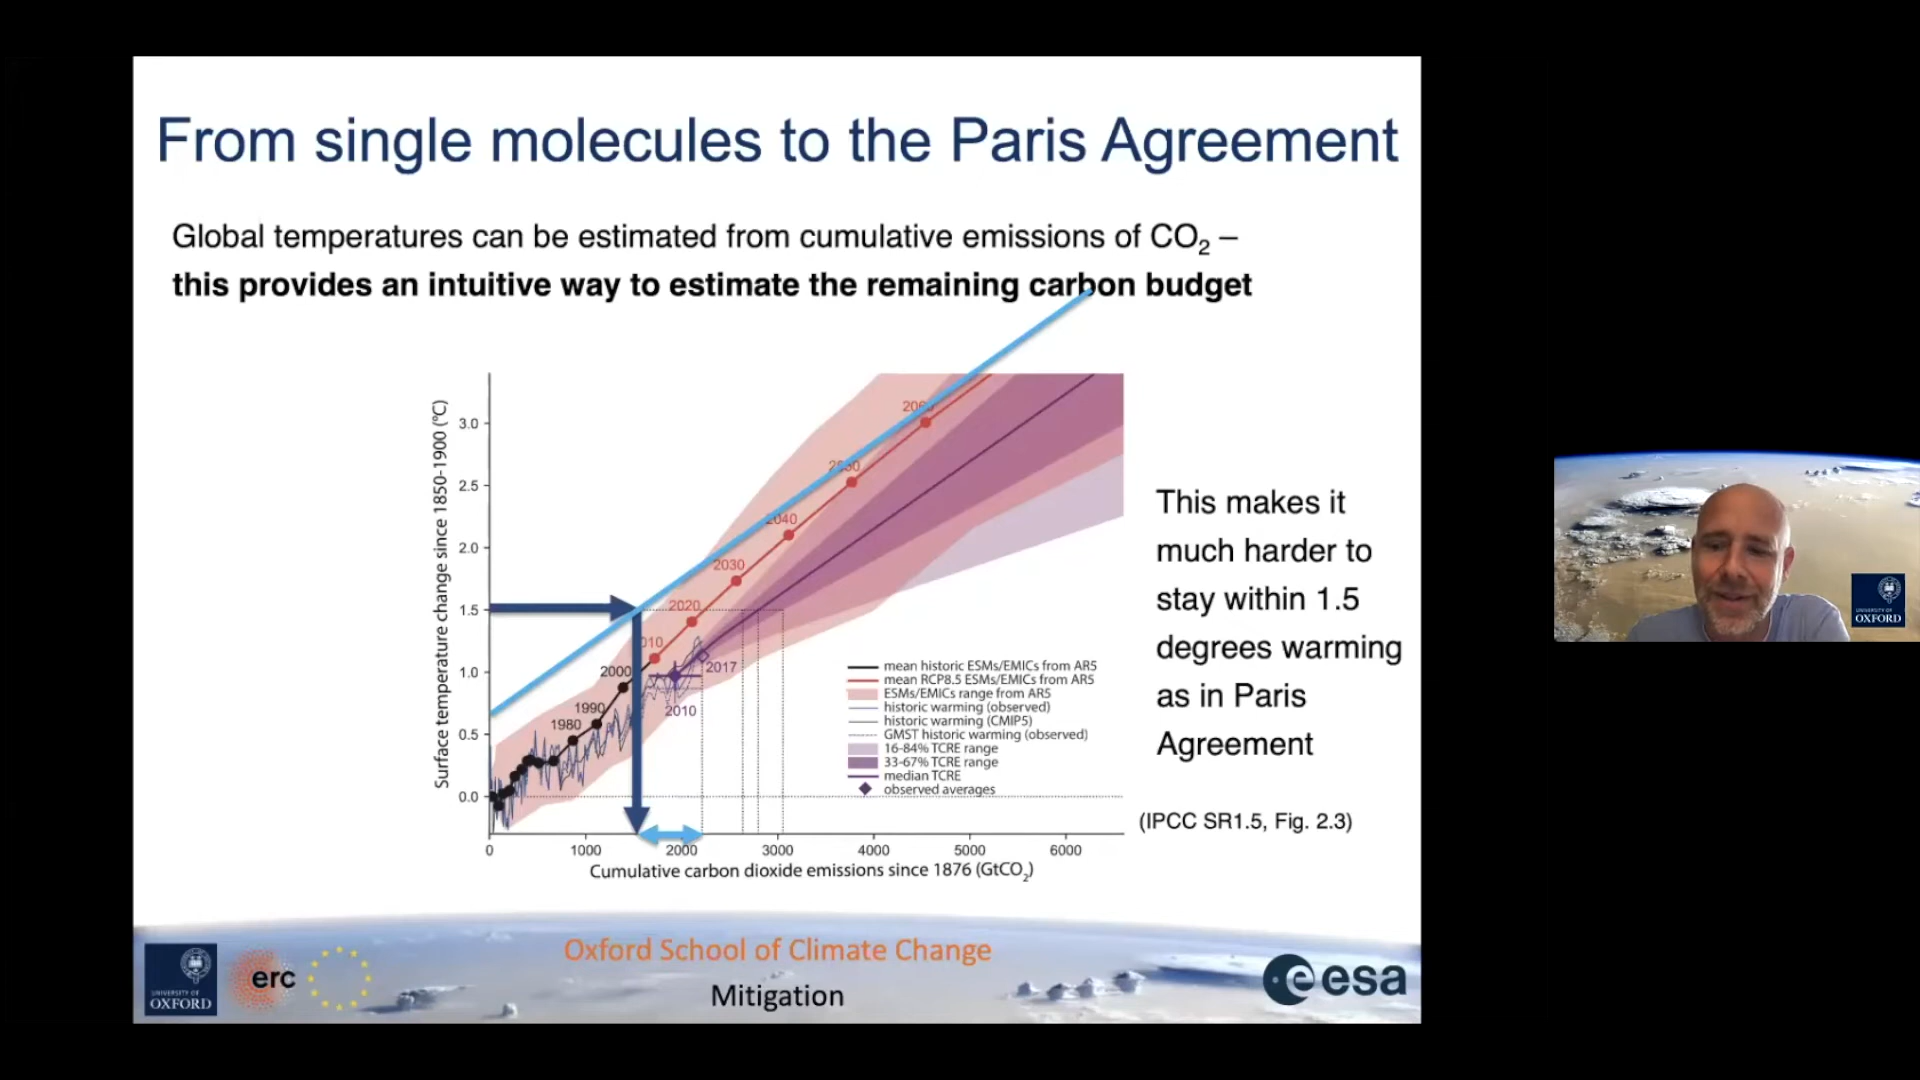 From single molecules to the Paris Agreement
Global temperatures can be estimated from cumulative emissions of CO₂ –
this provides an intuitive way to estimate the remaining carbon budget
Surface temperature change since 1850-1900 (°C)
3.0
2.5
2.0
1.5
1.0
0.5
0.0
2050
2040
2030
2020
2000
1990
1980
2017
2010
mean historic ESMs/EMICs from AR5
mean RCP8.5 ESMs/EMICs from AR5
ESMs/EMICs range from AR5
historic warming (observed)
historic warming (CMIP5)
GMST historic warming (observed)
16-84% TCRE range
33-67% TCRE range
median TCRE
observed averages
0 1000 2000 3000 4000 5000 6000
Cumulative carbon dioxide emissions since 1876 (GtCO₂)
This makes it
much harder to
stay within 1.5
degrees warming
as in Paris
Agreement
(IPCC SR1.5, Fig. 2.3)
UNIVERSITY OF
OXFORD
erc
Oxford School of Climate Change
Mitigation
esa
UNIVERSITY OF
OXFORD